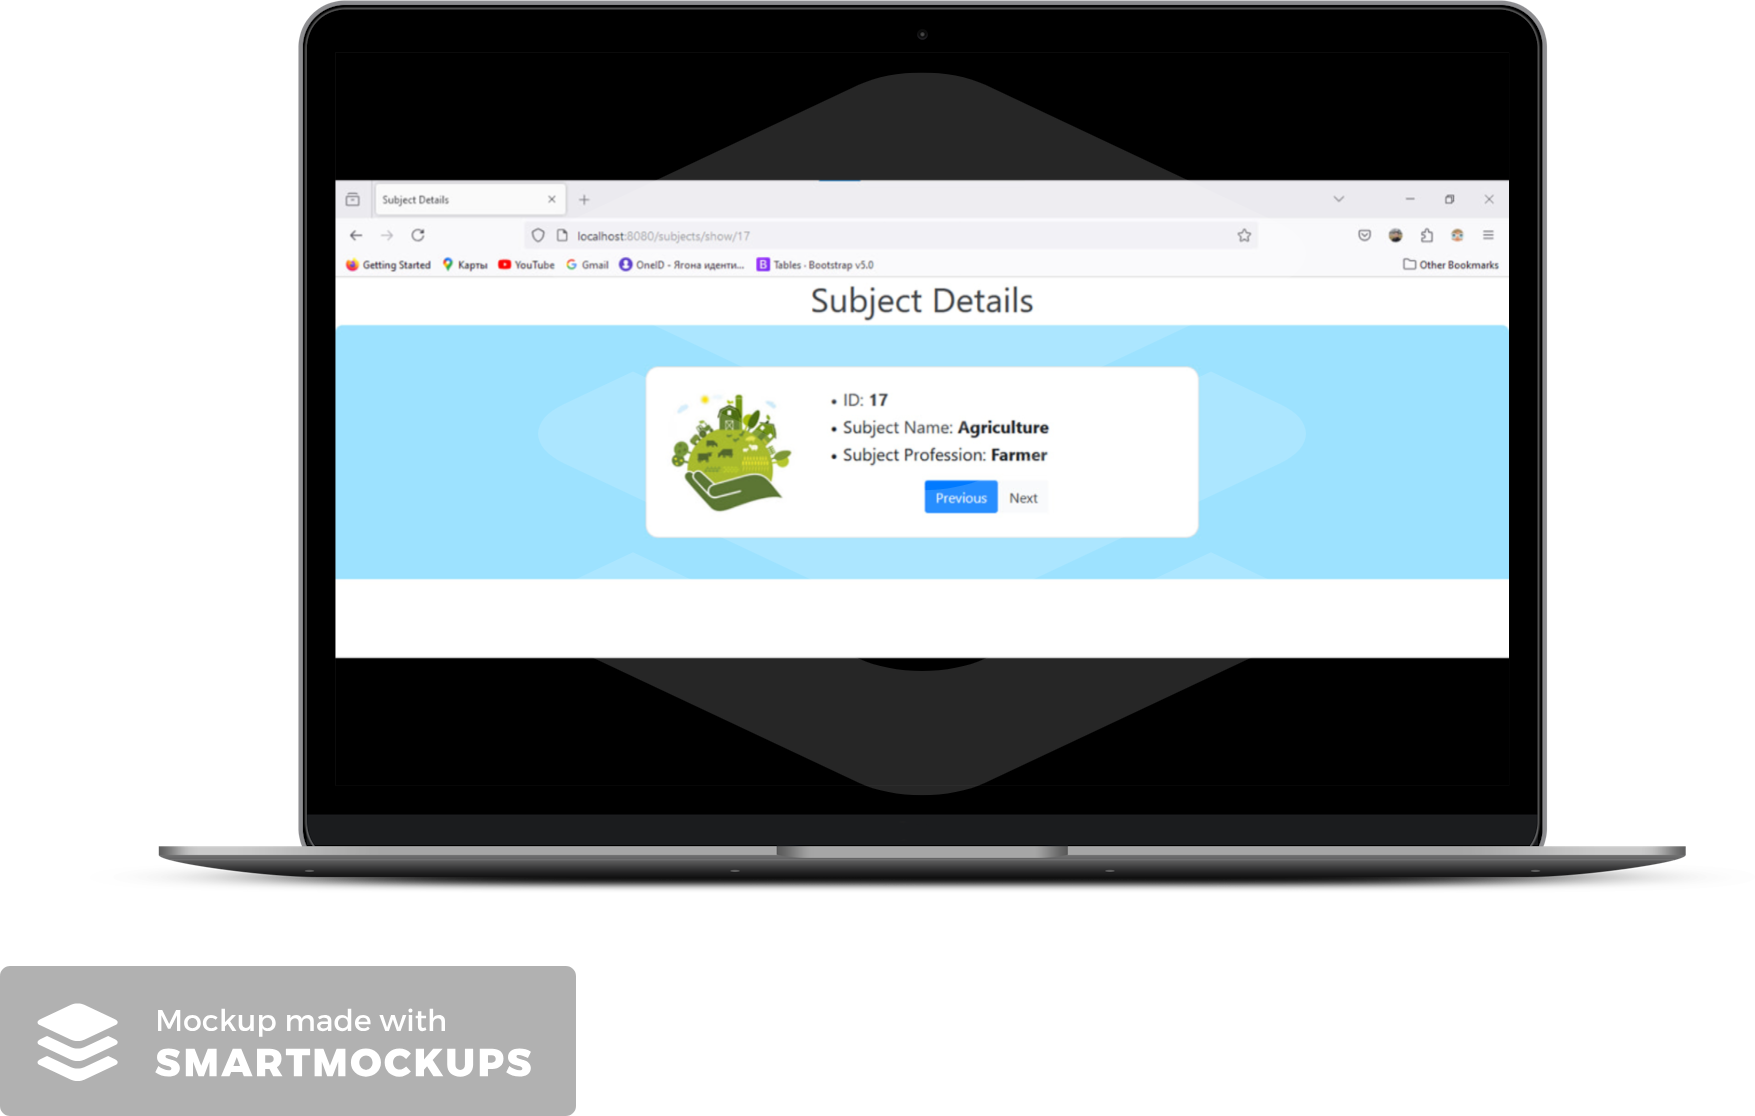 Subject Details
localhost:8080/subjects/show/17
Getting Started Карты YouTube Gmail OneID - Ягона иденти... Tables - Bootstrap v5.0 Other Bookmarks
Subject Details
• ID: 17
• Subject Name: Agriculture
• Subject Profession: Farmer
Previous Next
Mockup made with
SMARTMOCKUPS